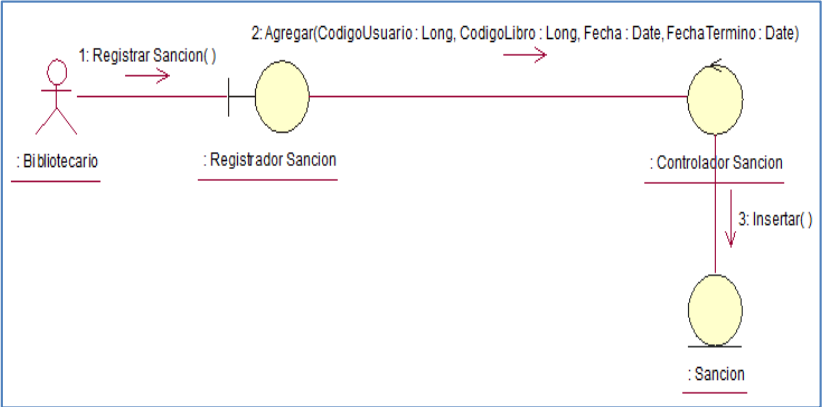 2: Agregar(CodigoUsuario : Long, CodigoLibro : Long, Fecha : Date, FechaTermino : Date)
1: Registrar Sancion( )
: Bibliotecario
: Registrador Sancion
: Controlador Sancion
3: Insertar( )
: Sancion